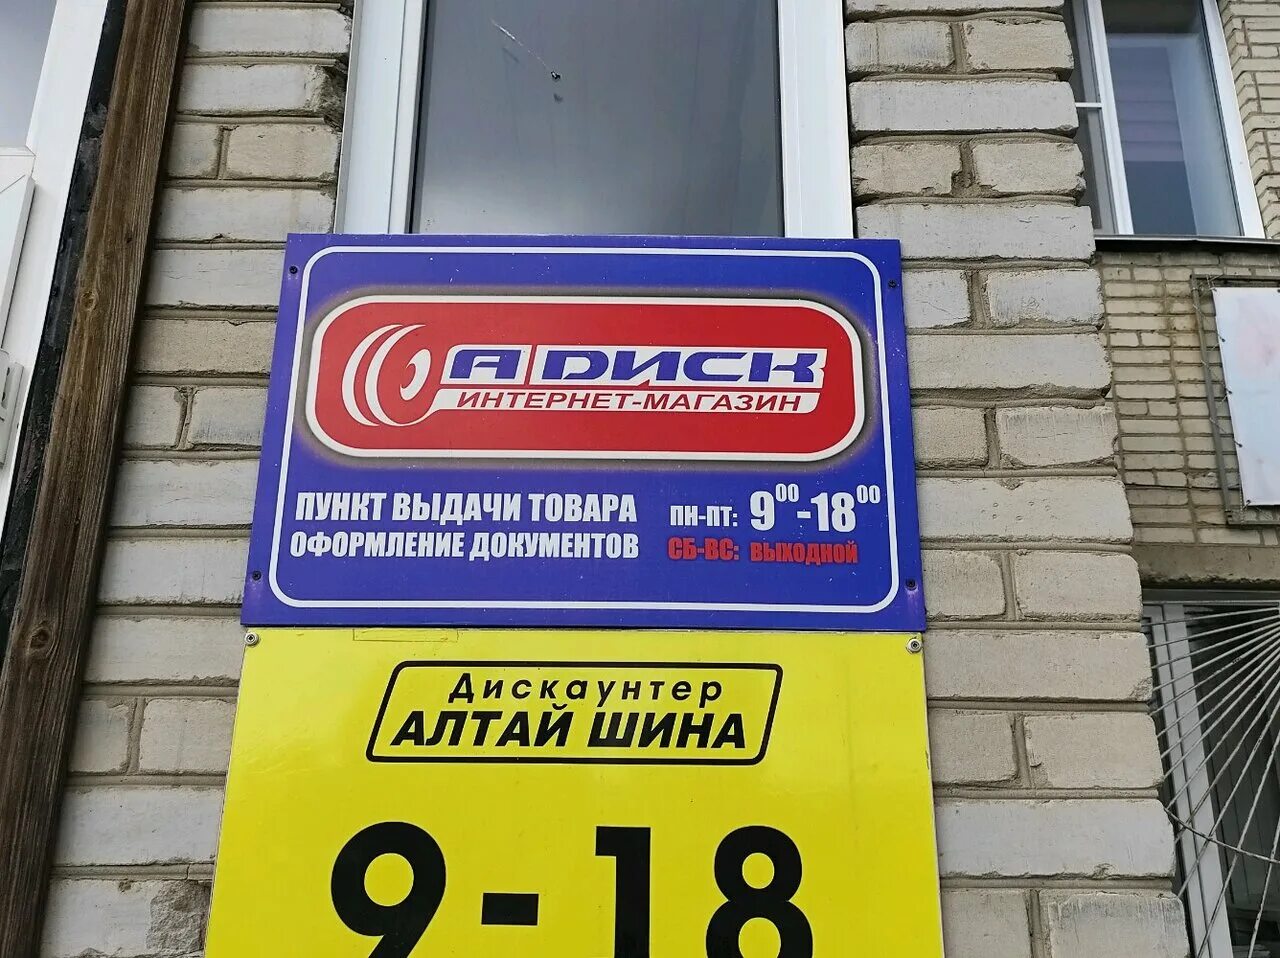 А ДИСК
ИНТЕРНЕТ-МАГАЗИН
ПУНКТ ВЫДАЧИ ТОВАРА
ОФОРМЛЕНИЕ ДОКУМЕНТОВ
ПН-ПТ: 9⁰⁰-18⁰⁰
СБ-ВС: ВЫХОДНОЙ
Дискаунтер
АЛТАЙ ШИНА
9-18